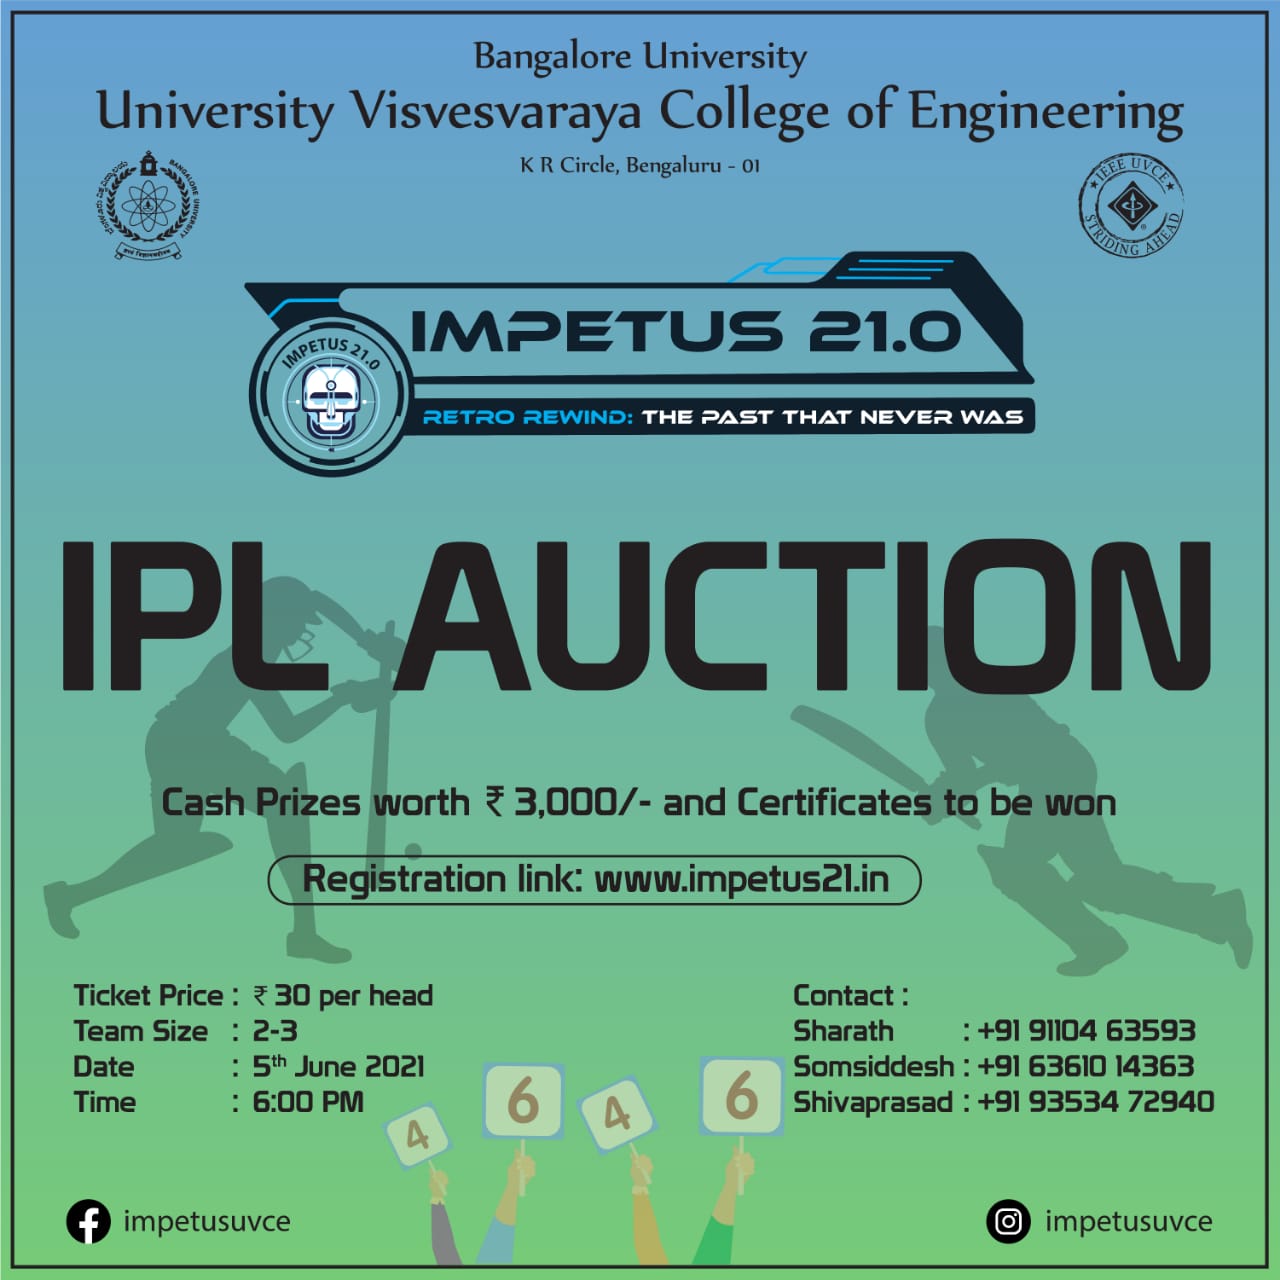 Bangalore University
University Visvesvaraya College of Engineering
K R Circle, Bengaluru - 01
BANGALORE UNIVERSITY
IEEE UVCE
STRIDING AHEAD
IMPETUS 21.0
IMPETUS 21.0
RETRO REWIND: THE PAST THAT NEVER WAS
IPL AUCTION
Cash Prizes worth ₹ 3,000/- and Certificates to be won
Registration link: www.impetus21.in
Ticket Price : ₹ 30 per head
Team Size : 2-3
Date : 5th June 2021
Time : 6:00 PM
Contact :
Sharath : +91 91104 63593
Somsiddesh : +91 63610 14363
Shivaprasad : +91 93534 72940
4 6 4 6
impetusuvce
impetusuvce